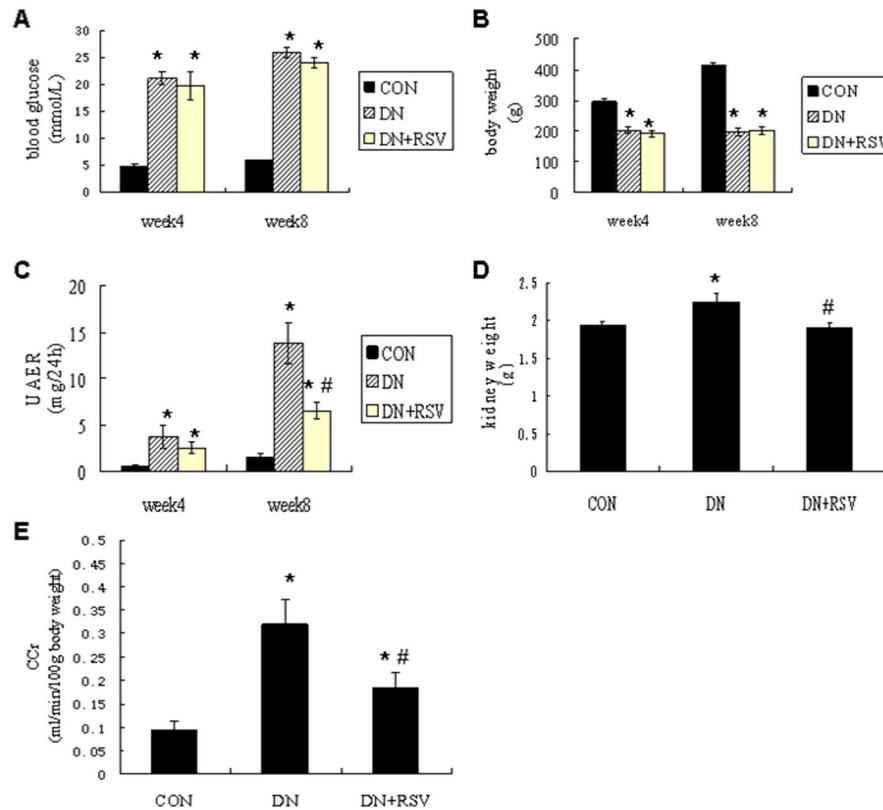 A
blood glucose
(mmol/L)
30
25
20
15
10
5
0
* * * *
week4 week8
CON
DN
DN+RSV
B
body weight
(g)
500
400
300
200
100
0
* * * *
week4 week8
CON
DN
DN+RSV
C
UAER
(mg/24h)
20
15
10
5
0
* * * * #
week4 week8
CON
DN
DN+RSV
D
kidney weight
(g)
2.5
2
1.5
1
0.5
0
* #
CON DN DN+RSV
E
CCr
(ml/min/100g body weight)
0.5
0.45
0.4
0.35
0.3
0.25
0.2
0.15
0.1
0.05
0
* * #
CON DN DN+RSV